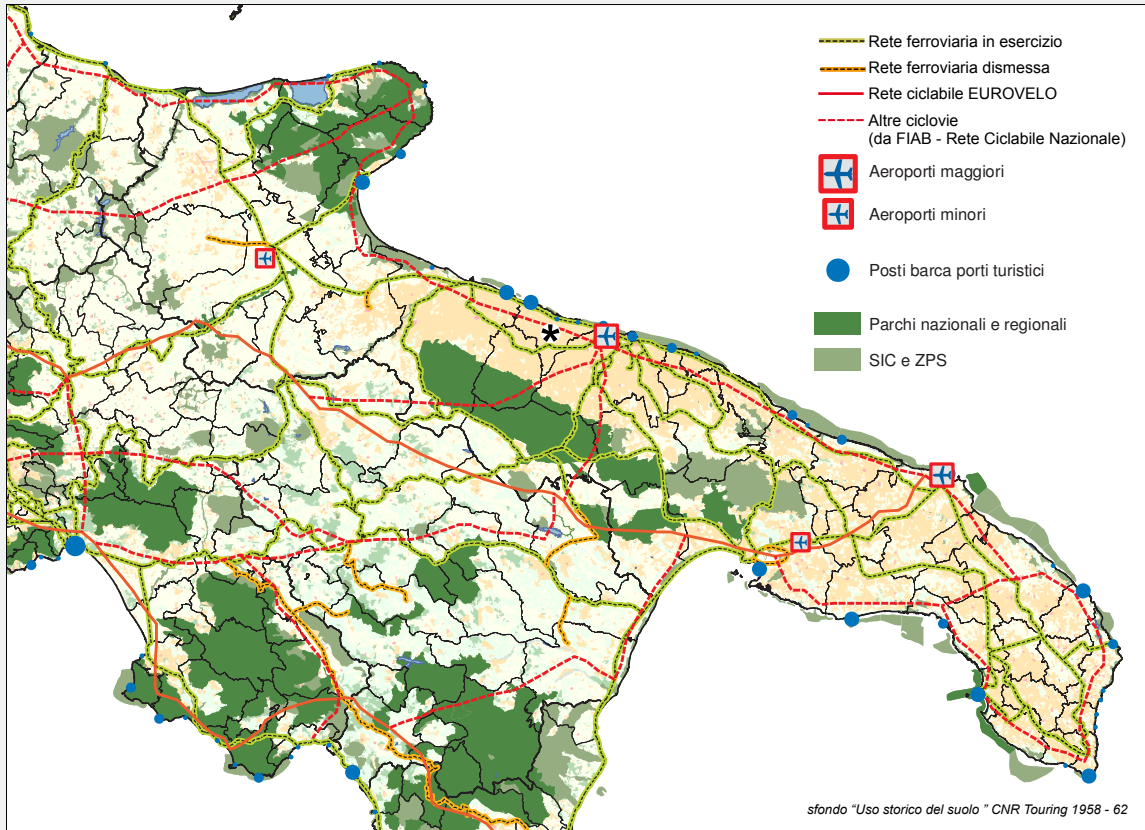 Rete ferroviaria in esercizio
Rete ferroviaria dismessa
Rete ciclabile EUROVELO
Altre ciclovie
(da FIAB - Rete Ciclabile Nazionale)
Aeroporti maggiori
Aeroporti minori
Posti barca porti turistici
Parchi nazionali e regionali
SIC e ZPS
*
sfondo “Uso storico del suolo ” CNR Touring 1958 - 62